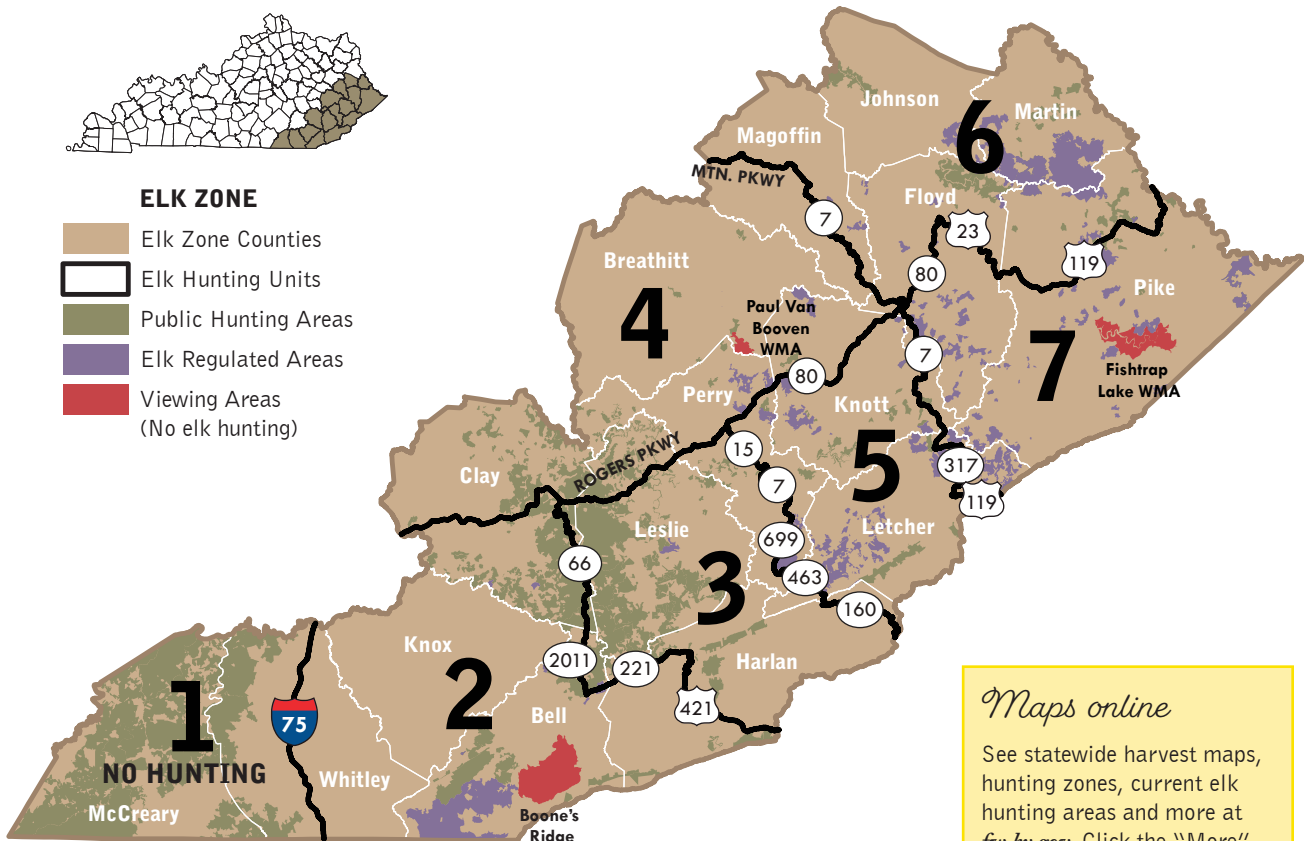 ELK ZONE
Elk Zone Counties
Elk Hunting Units
Public Hunting Areas
Elk Regulated Areas
Viewing Areas
(No elk hunting)
Johnson
Martin
6
Magoffin
MTN. PKWY
Floyd
7
23
80
119
Breathitt
4
Pike
Paul Van
Booven
WMA
7
7
Fishtrap
Lake WMA
80
Perry
Knott
5
ROGERS PKWY
15
317
Clay
7
119
Leslie
Letcher
699
66
3
463
160
Knox
2011
221
Harlan
2
421
1
75
Bell
NO HUNTING
Whitley
McCreary
Boone's
Ridge
Maps online
See statewide harvest maps,
hunting zones, current elk
hunting areas and more at
Click the "More"